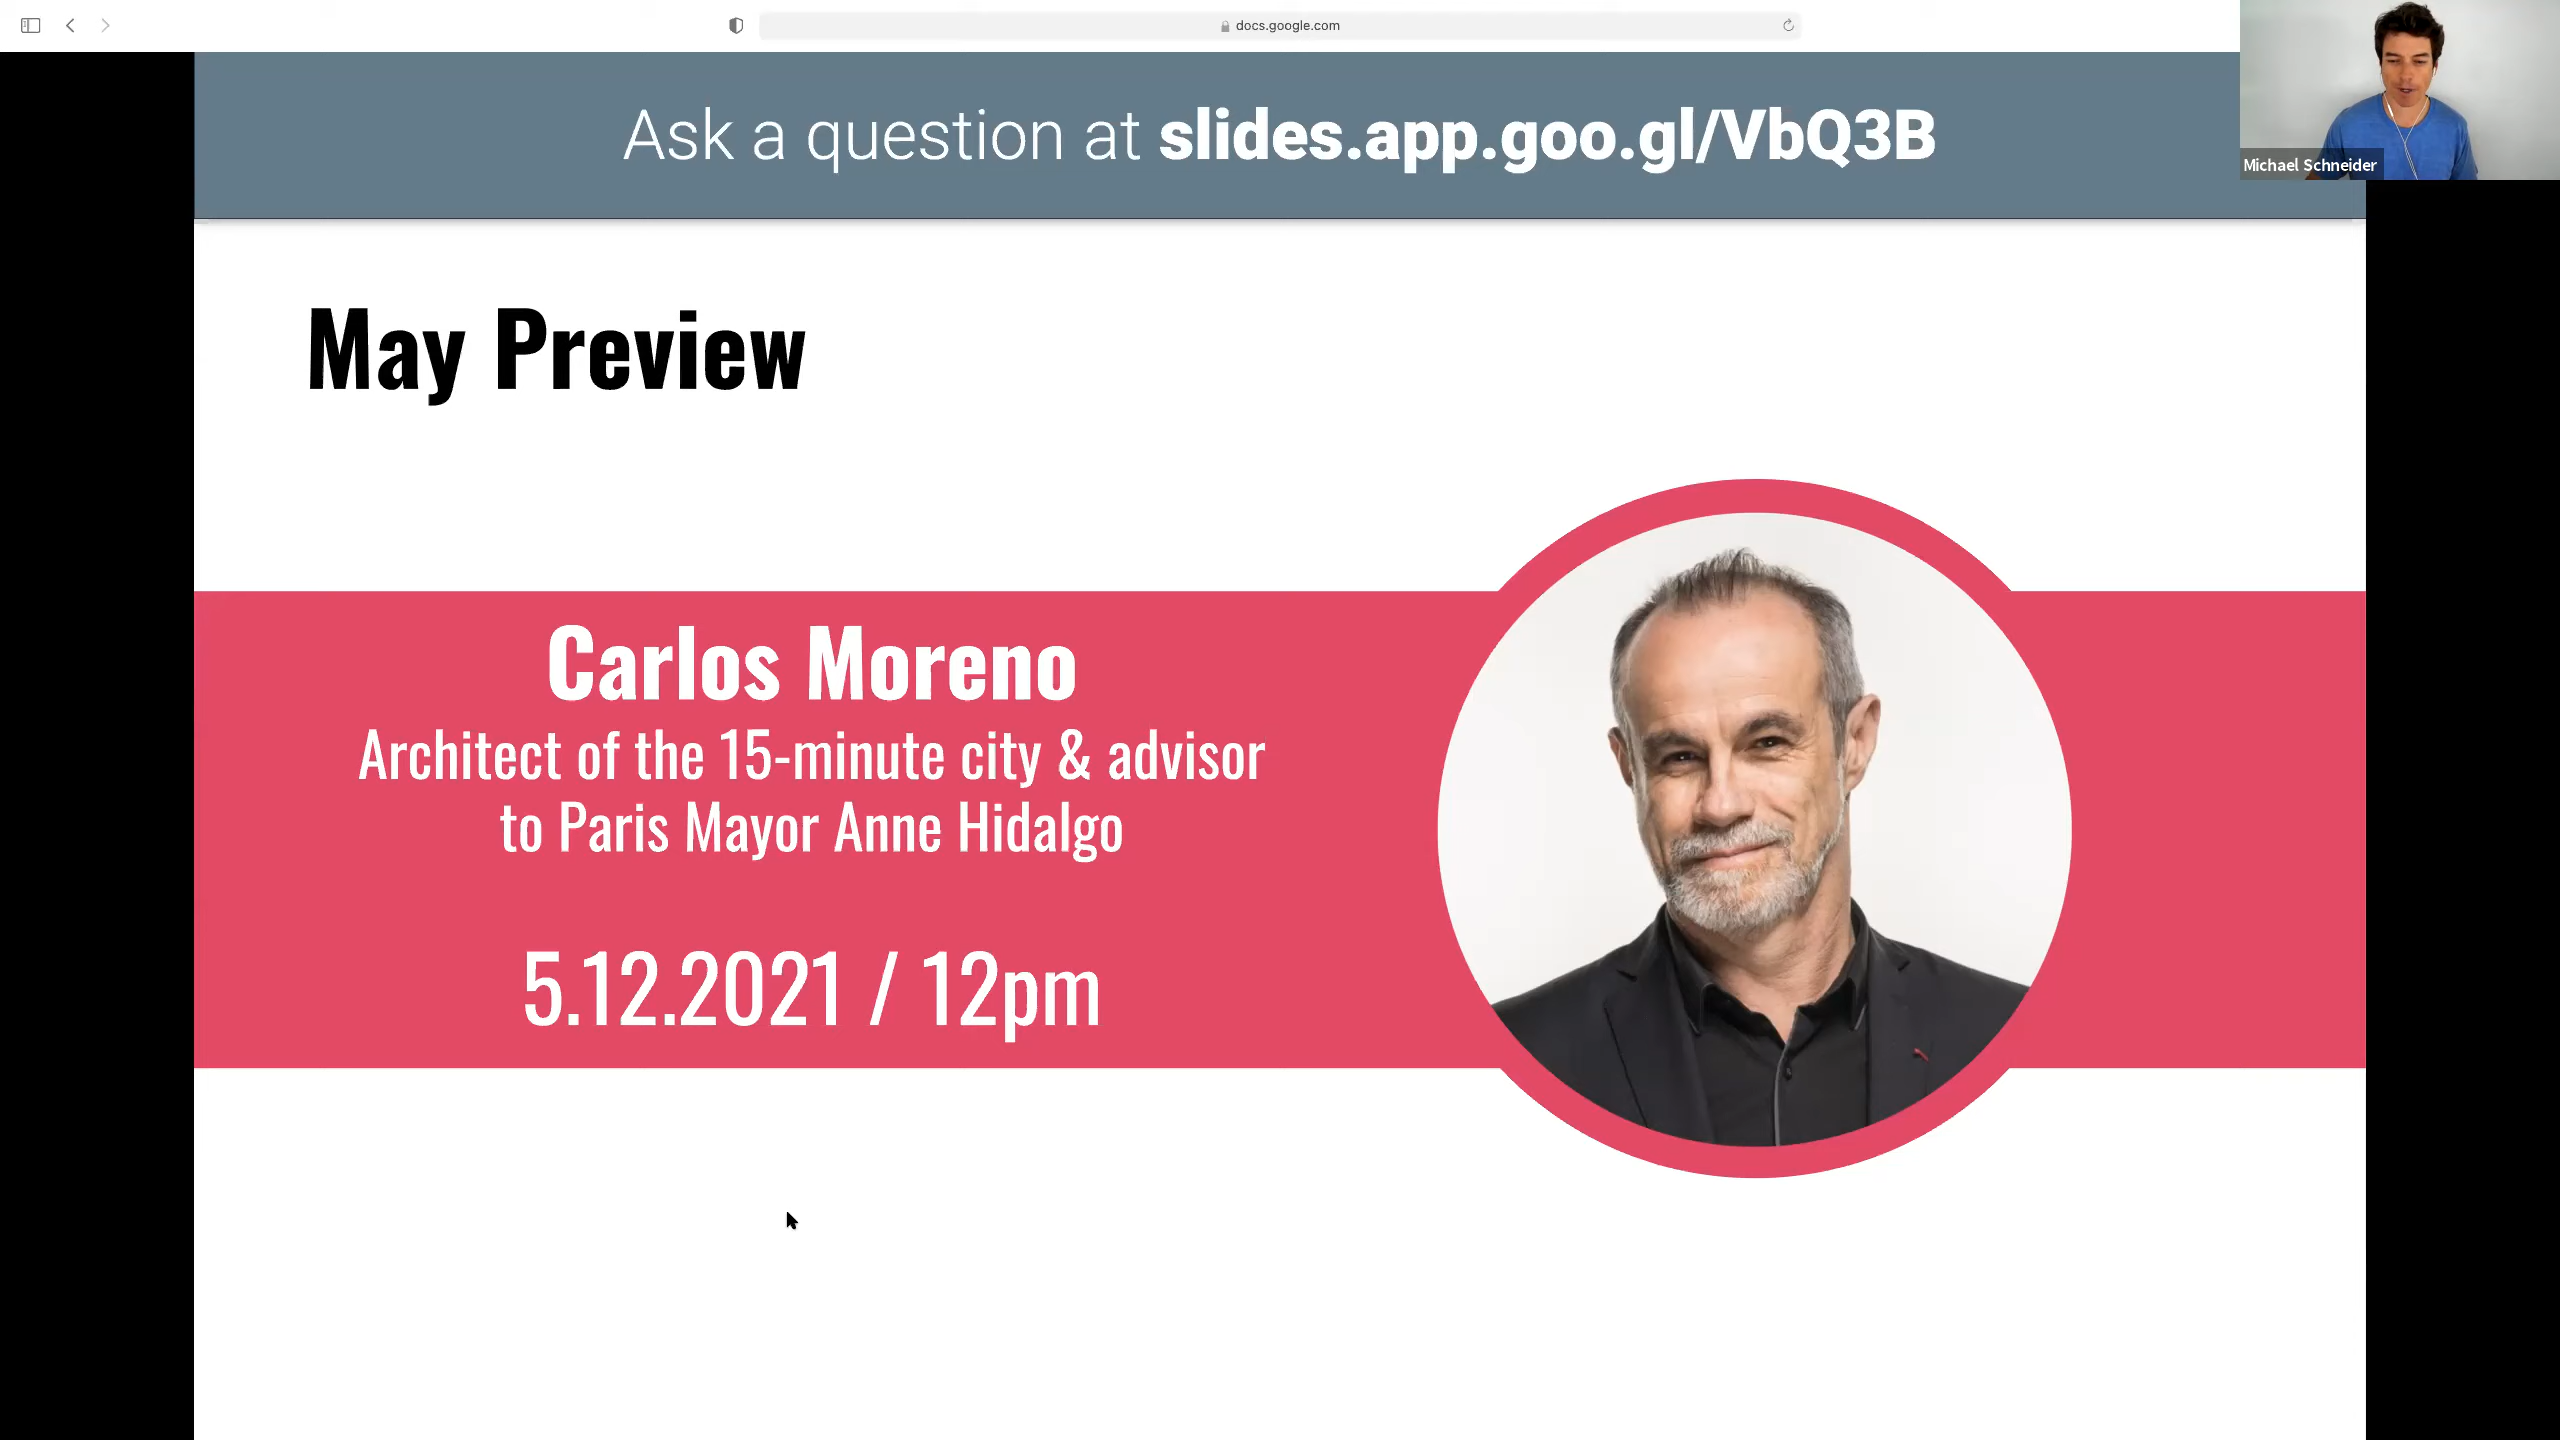 docs.google.com
Ask a question at slides.app.goo.gl/VbQ3B
Michael Schneider
May Preview
Carlos Moreno
Architect of the 15-minute city & advisor
to Paris Mayor Anne Hidalgo
5.12.2021 / 12pm